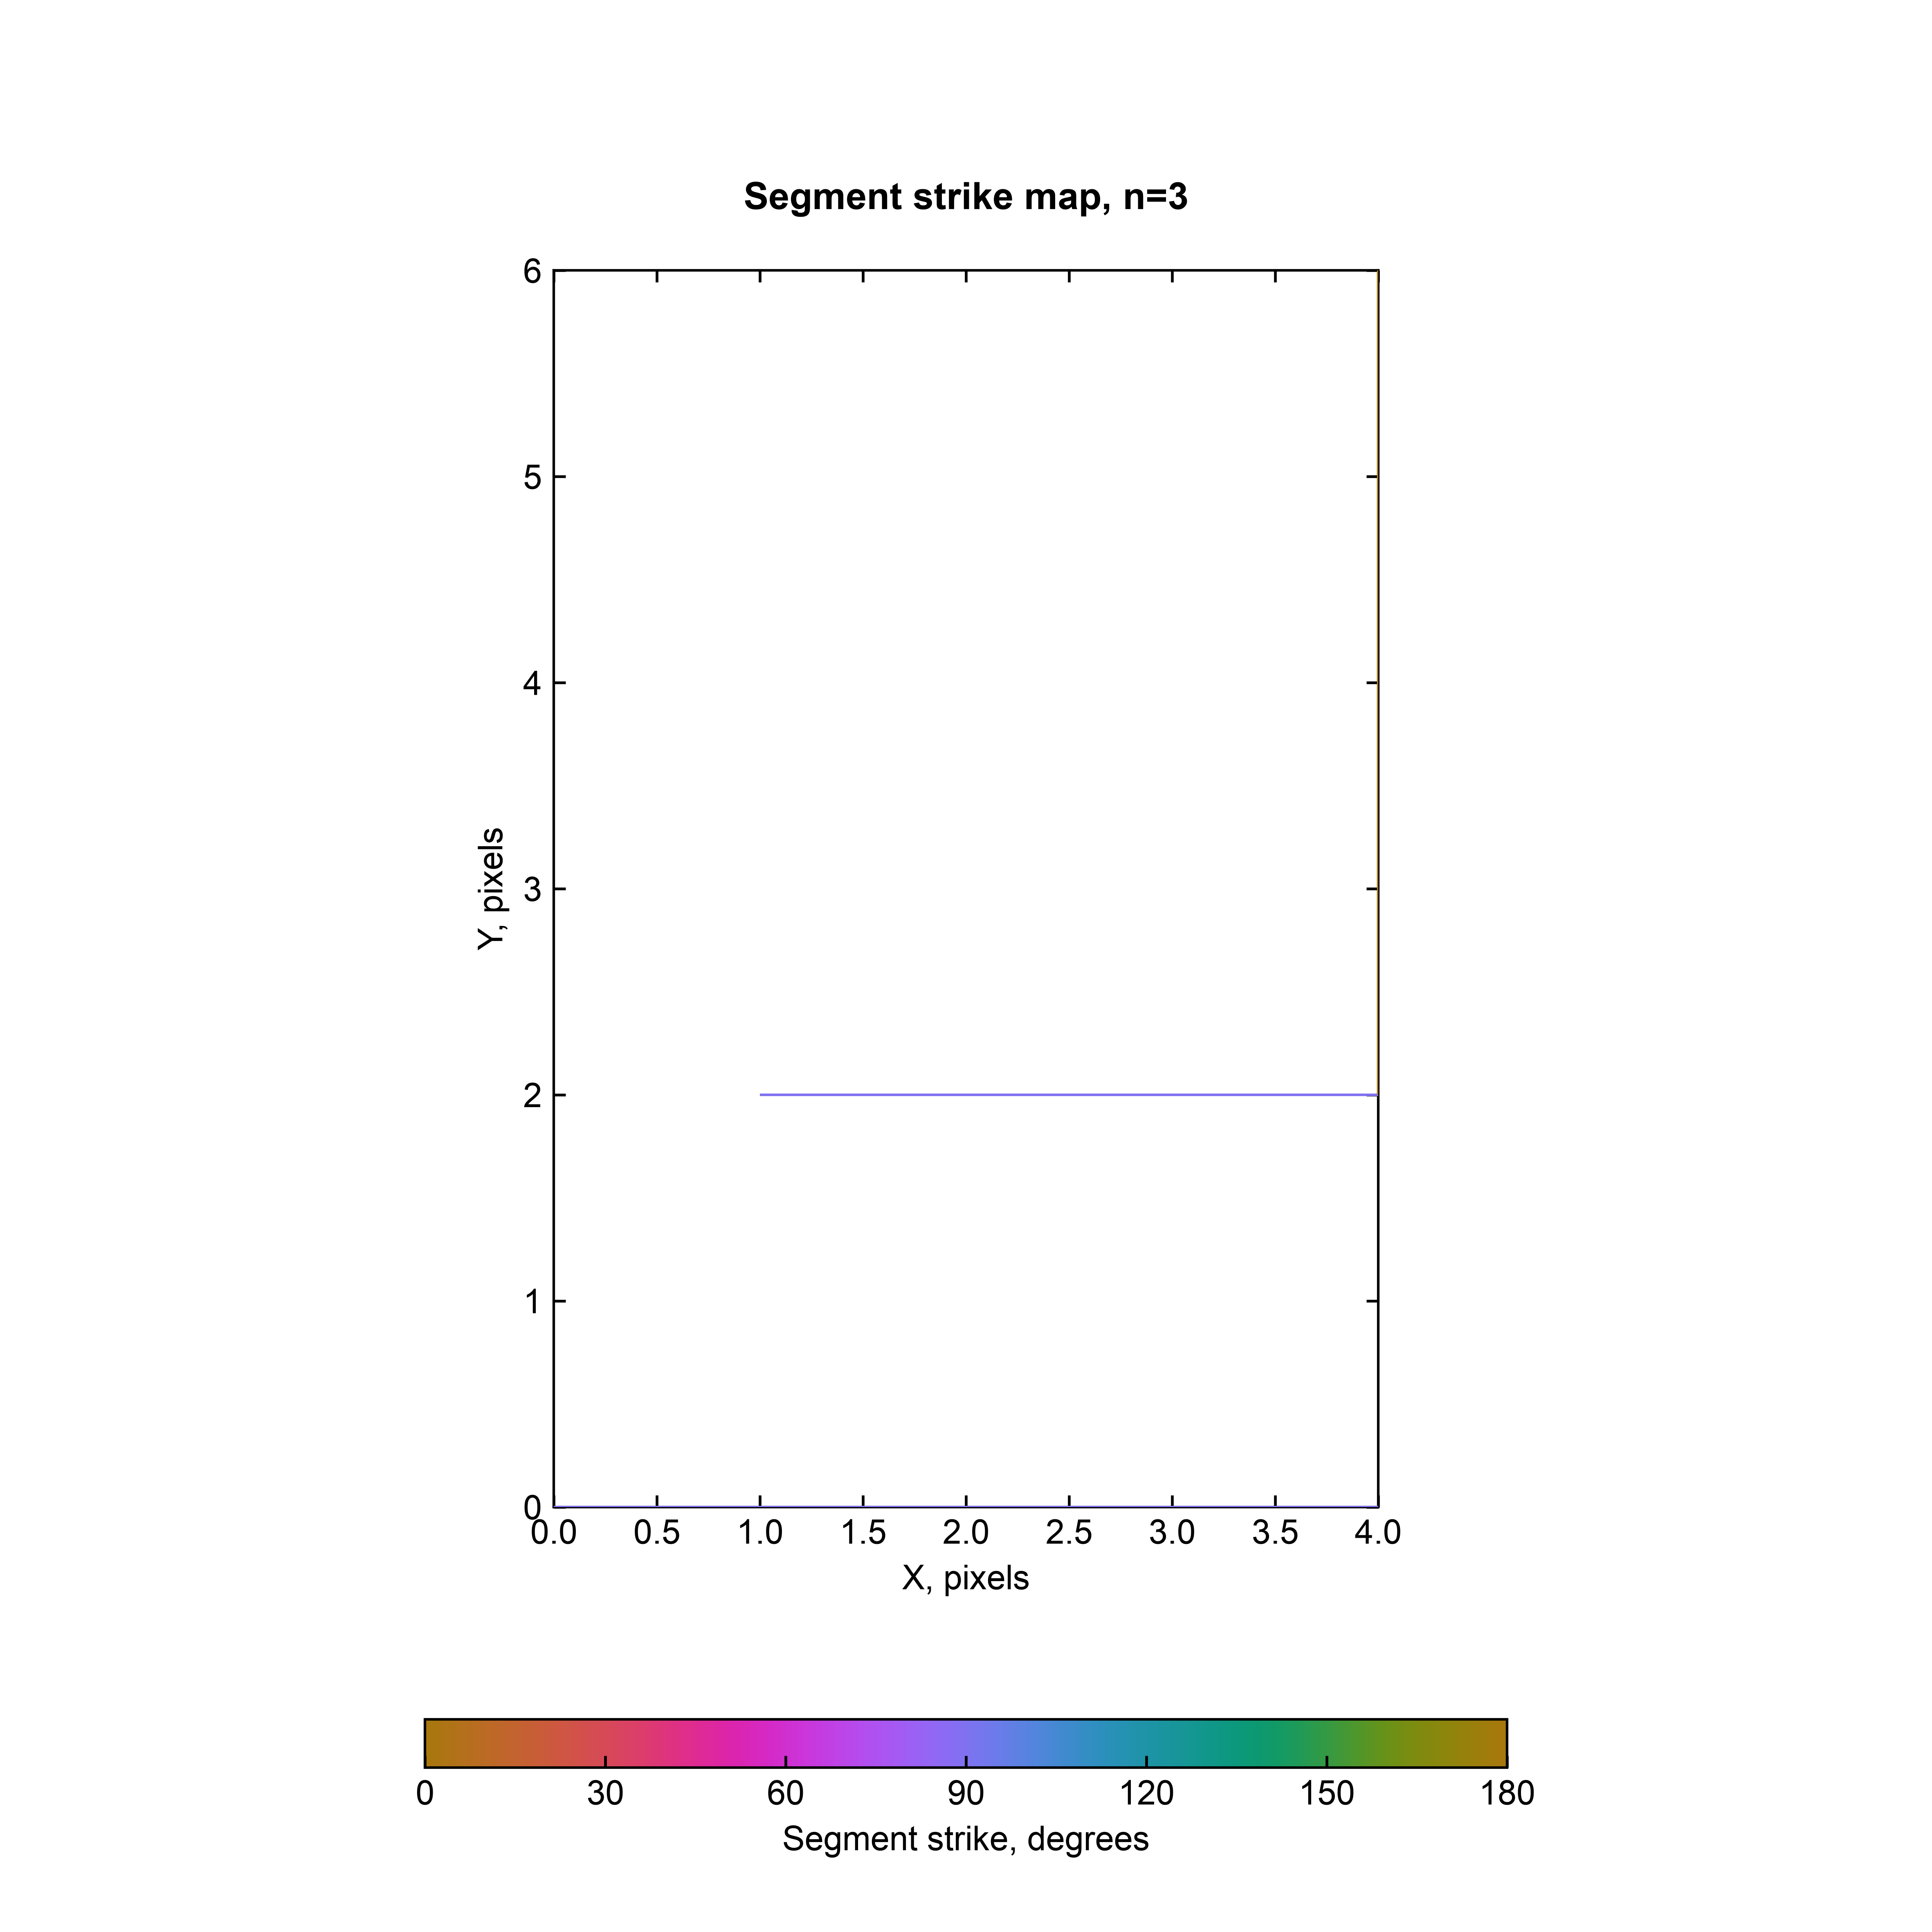 Segment strike map, n=3
6
5
4
3
2
1
0
Y, pixels
0.0 0.5 1.0 1.5 2.0 2.5 3.0 3.5 4.0
X, pixels
0 30 60 90 120 150 180
Segment strike, degrees